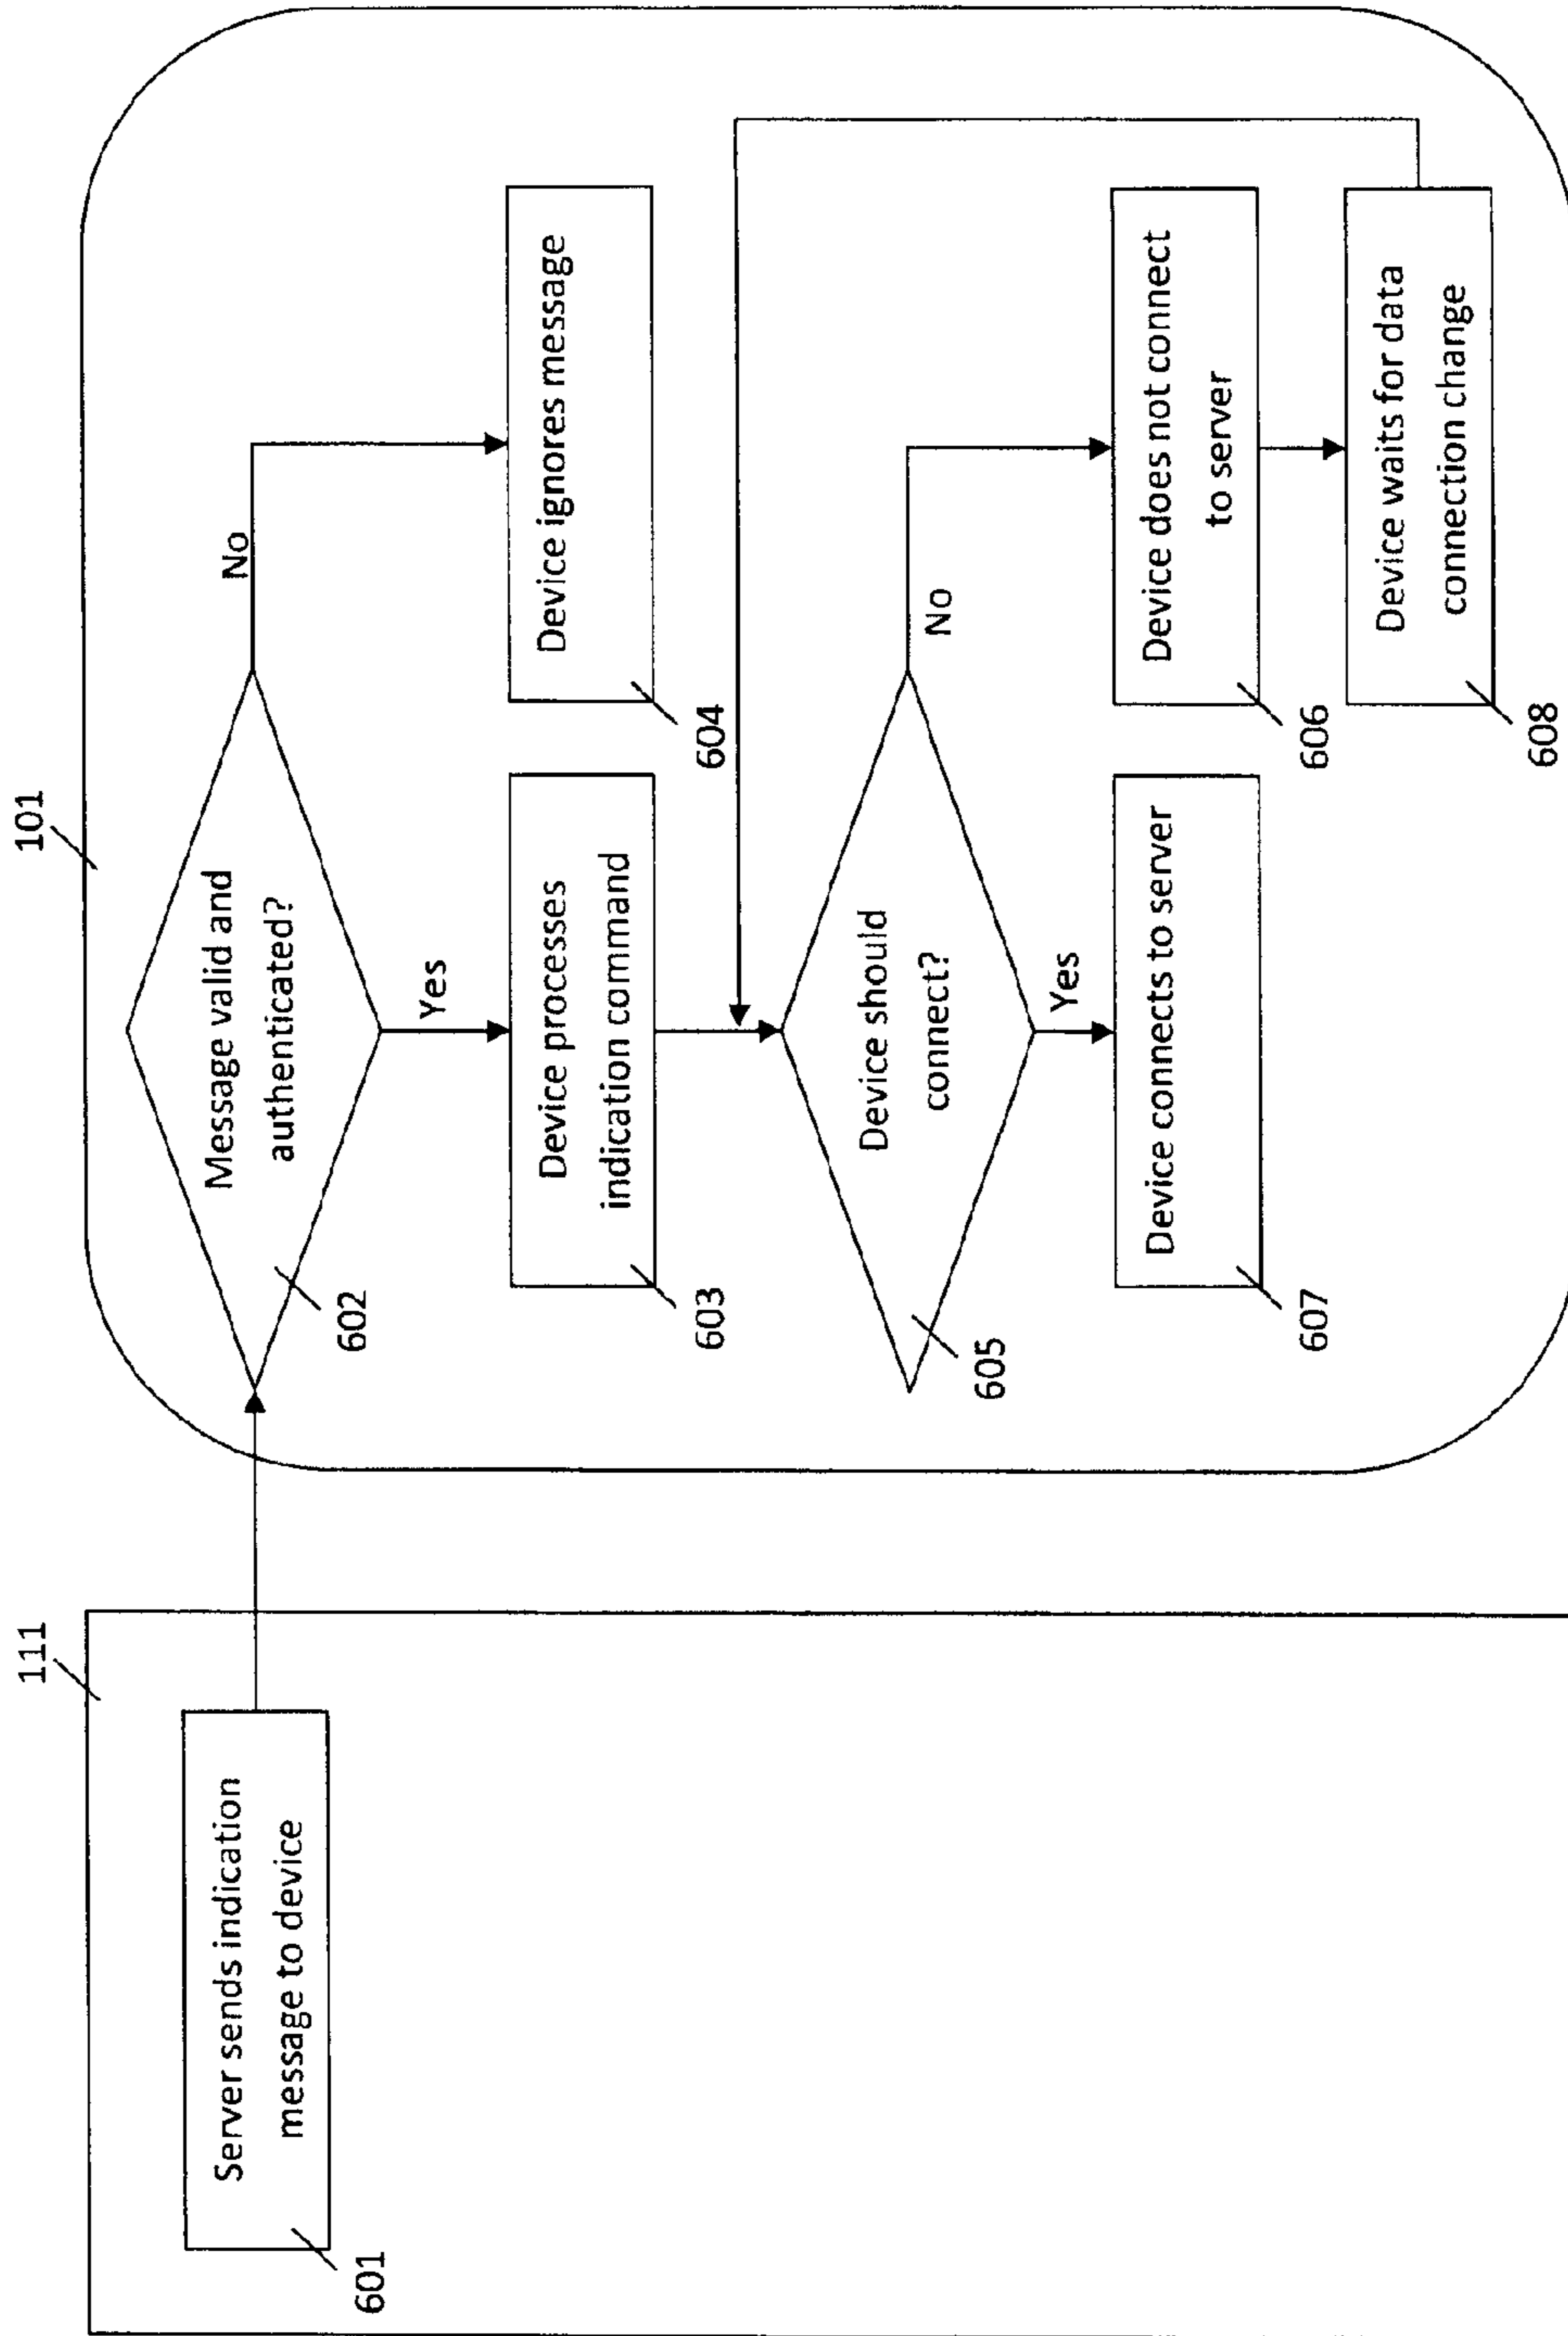 111
Server sends indication
message to device
601
101
Message valid and
authenticated?
602
No
Yes
Device processes
indication command
603
Device ignores message
604
Device should
connect?
605
No
Yes
Device connects to server
607
Device does not connect
to server
606
Device waits for data
connection change
608